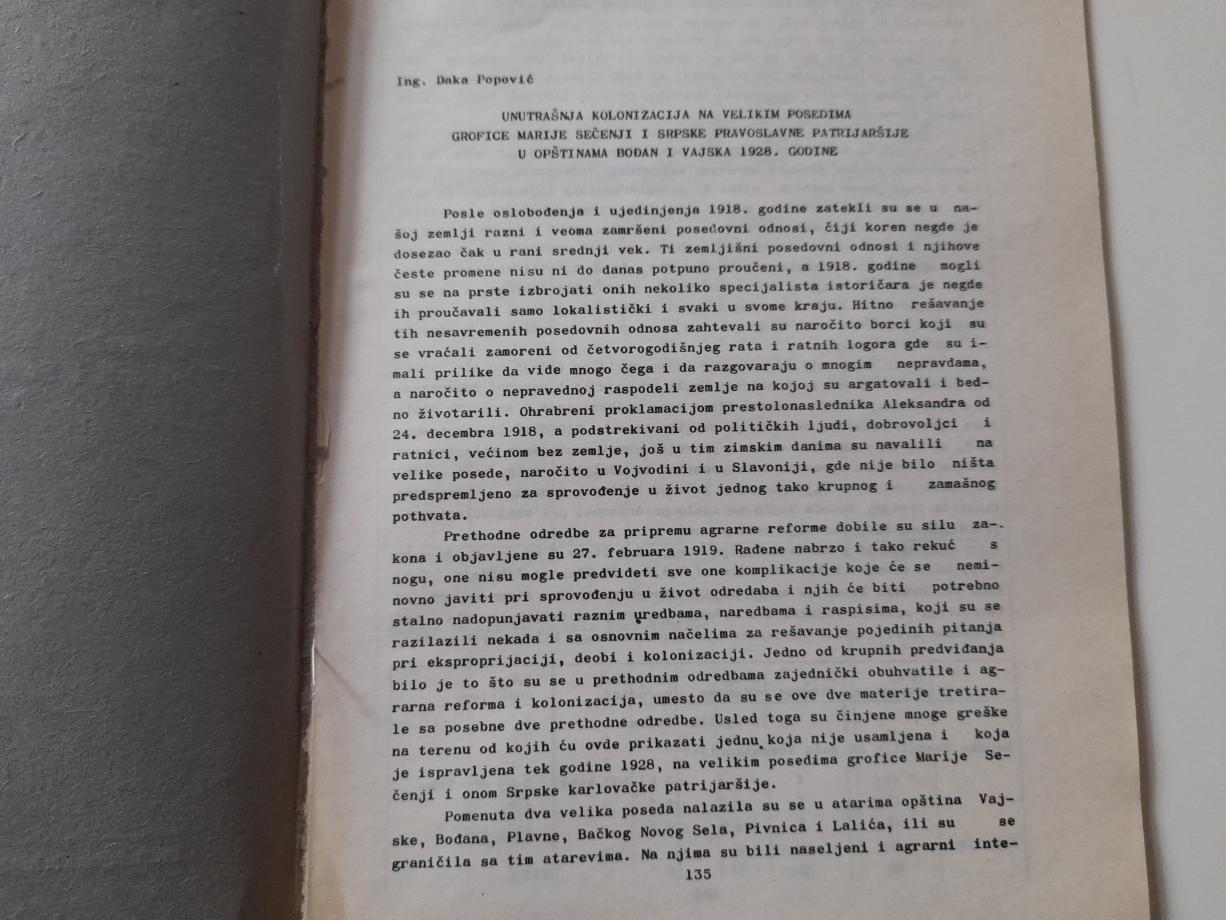 Ing. Daka Popović
UNUTRAŠNJA KOLONIZACIJA NA VELIKIM POSEDIMA
GROFICE MARIJE SEČENJI I SRPSKE PRAVOSLAVNE PATRIJARŠIJE
U OPŠTINAMA BOĐAN I VAJSKA 1928. GODINE
Posle oslobođenja i ujedinjenja 1918. godine zatekli su se u na-
šoj zemlji razni i veoma zamršeni posedovni odnosi, čiji koren negde je
dosezao čak u rani srednji vek. Ti zemljišni posedovni odnosi i njihove
česte promene nisu ni do danas potpuno proučeni, a 1918. godine mogli
su se na prste izbrojati onih nekoliko specijalista istoričara je negde
ih proučavali samo lokalistički i svaki u svome kraju. Hitno rešavanje
tih nesavremenih posedovnih odnosa zahtevali su naročito borci koji su
se vraćali zamoreni od četvorogodišnjeg rata i ratnih logora gde su i-
mali prilike da vide mnogo čega i da razgovaraju o mnogim nepravdama,
a naročito o nepravednoj raspodeli zemlje na kojoj su argatovali i bed-
no životarili. Ohrabreni proklamacijom prestolonaslednika Aleksandra od
24. decembra 1918, a podstrekivani od političkih ljudi, dobrovoljci i
ratnici, većinom bez zemlje, još u tim zimskim danima su navalili na
velike posede, naročito u Vojvodini i u Slavoniji, gde nije bilo ništa
predspremljeno za sprovođenje u život jednog tako krupnog i zamašnog
pothvata.
Prethodne odredbe za pripremu agrarne reforme dobile su silu za-.
kona i objavljene su 27. februara 1919. Rađene nabrzo i tako rekuć s
nogu, one nisu mogle predvideti sve one komplikacije koje će se nemi-
novno javiti pri sprovođenju u život odredaba i njih će biti potrebno
stalno nadopunjavati raznim uredbama, naredbama i raspisima, koji su se
razilazili nekada i sa osnovnim načelima za rešavanje pojedinih pitanja
pri eksproprijaciji, deobi i kolonizaciji. Jedno od krupnih predviđanja
bilo je to što su se u prethodnim odredbama zajednički obuhvatile i ag-
rarna reforma i kolonizacija, umesto da su se ove dve materije tretira-
le sa posebne dve prethodne odredbe. Usled toga su činjene mnoge greške
na terenu od kojih ću ovde prikazati jednu koja nije usamljena i koja
je ispravljena tek godine 1928, na velikim posedima grofice Marije Se-
čenji i onom Srpske karlovačke patrijaršije.
Pomenuta dva velika poseda nalazila su se u atarima opština Vaj-
ske, Bođana, Plavne, Bačkog Novog Sela, Pivnica i Lalića, ili su se
graničila sa tim atarevima. Na njima su bili naseljeni i agrarni inte-
135